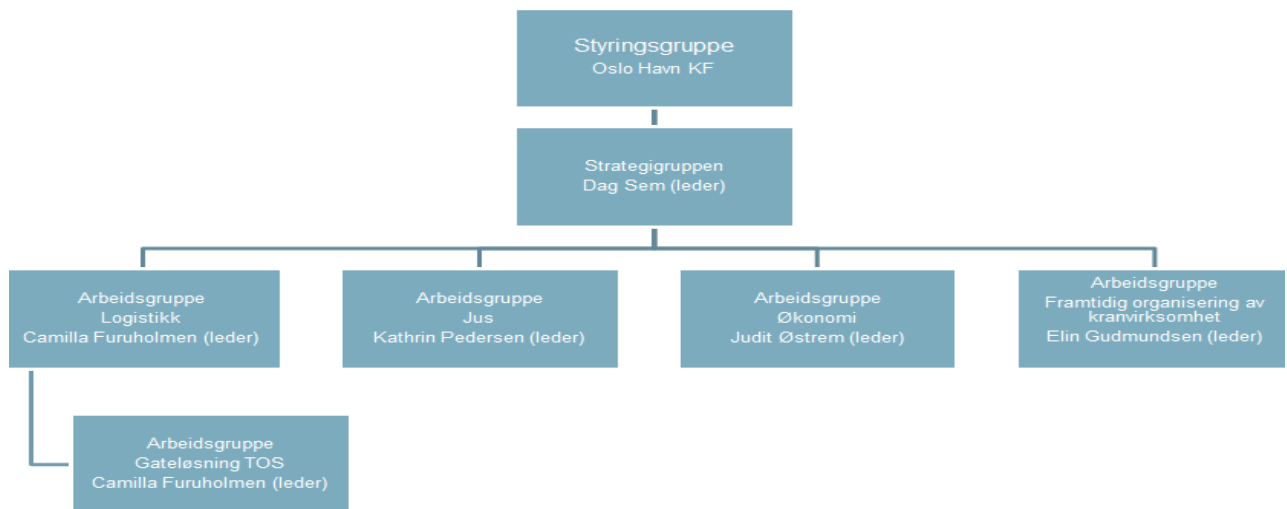 Styringsgruppe
Oslo Havn KF
Strategigruppen
Dag Sem (leder)
Arbeidsgruppe
Logistikk
Camilla Furuholmen (leder)
Arbeidsgruppe
Jus
Kathrin Pedersen (leder)
Arbeidsgruppe
Økonomi
Judit Østrem (leder)
Arbeidsgruppe
Framtidig organisering av
kranvirksomhet
Elin Gudmundsen (leder)
Arbeidsgruppe
Gateløsning TOS
Camilla Furuholmen (leder)